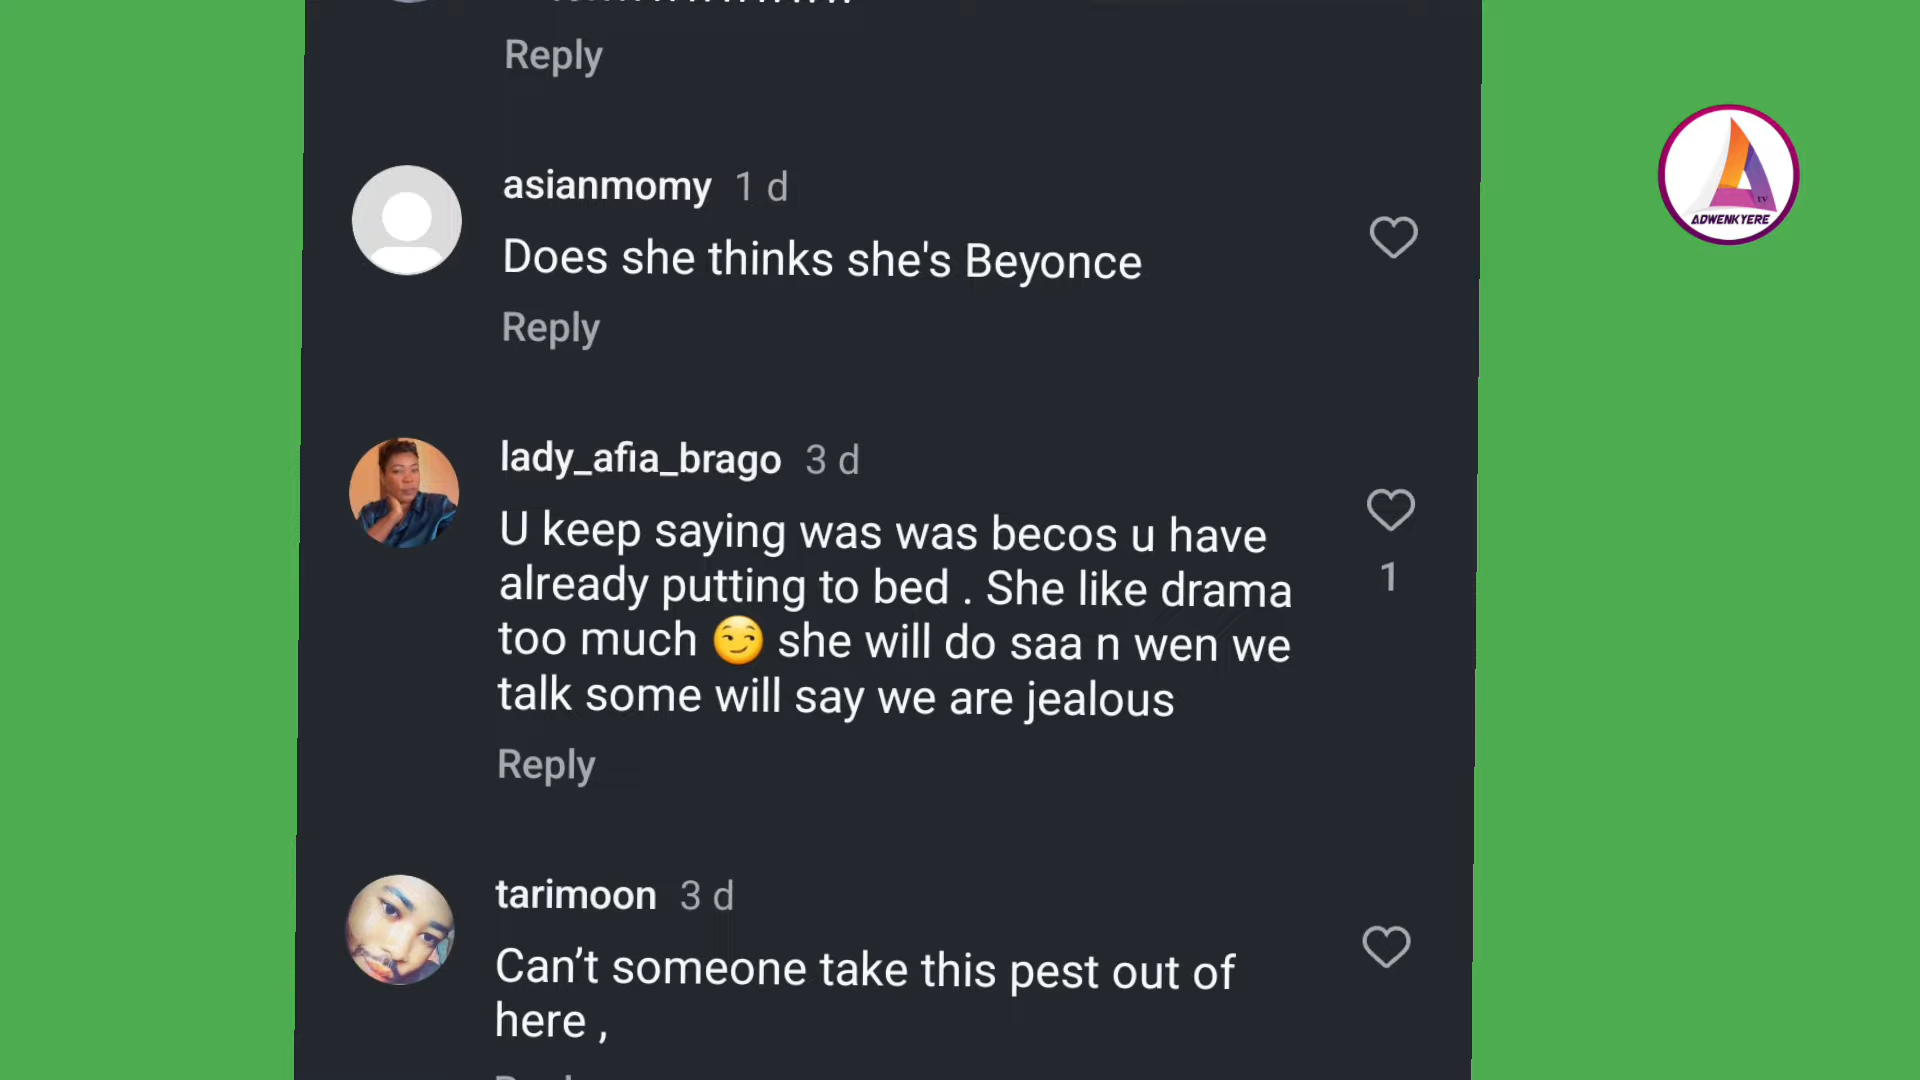 Reply
asianmomy 1 d
Does she thinks she's Beyonce
Reply
lady_afia_brago 3 d
U keep saying was was becos u have
already putting to bed . She like drama
too much 😏 she will do saa n wen we
talk some will say we are jealous
1
Reply
tarimoon 3 d
Can’t someone take this pest out of
here ,
TV
ADWENKYERE